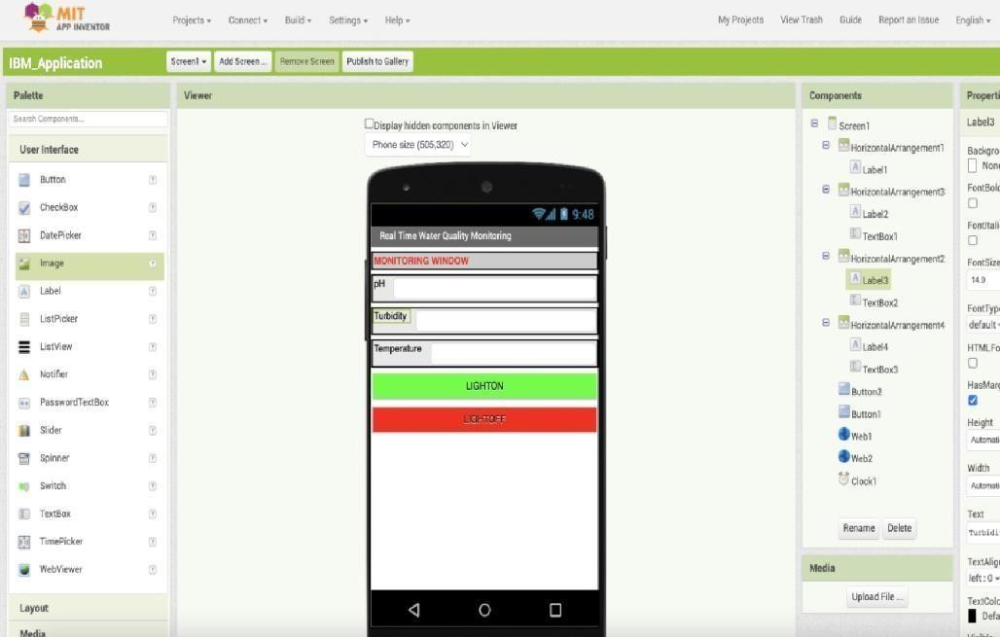 MIT
APP INVENTOR
Projects Connect Build Settings Help My Projects View Trash Guide Report an Issue English
IBM_Application Screen1 Add Screen ... Remove Screen Publish to Gallery
Palette
Search Components...
User Interface
Button ?
CheckBox ?
DatePicker ?
Image ?
Label ?
ListPicker ?
ListView ?
Notifier ?
PasswordTextBox ?
Slider ?
Spinner ?
Switch ?
TextBox ?
TimePicker ?
WebViewer ?
Layout
Media
Viewer
Display hidden components in Viewer
Phone size (505,320)
9:48
Real Time Water Quality Monitoring
MONITORING WINDOW
pH
Turbidity
Temperature
LIGHTON
LIGHTOFF
Components
Screen1
HorizontalArrangement1
A Label1
HorizontalArrangement3
A Label2
TextBox1
HorizontalArrangement2
A Label3
TextBox2
HorizontalArrangement4
A Label4
TextBox3
Button2
Button1
Web1
Web2
Clock1
Rename Delete
Media
Upload File ...
Properti
Label3
Backgrou
None
FontBold
FontItalic
FontSize
14.0
FontType
default
HTMLFo
HasMarg
Height
Automati
Width
Automati
Text
Turbidi
TextAlig
left : 0
TextColo
Defa